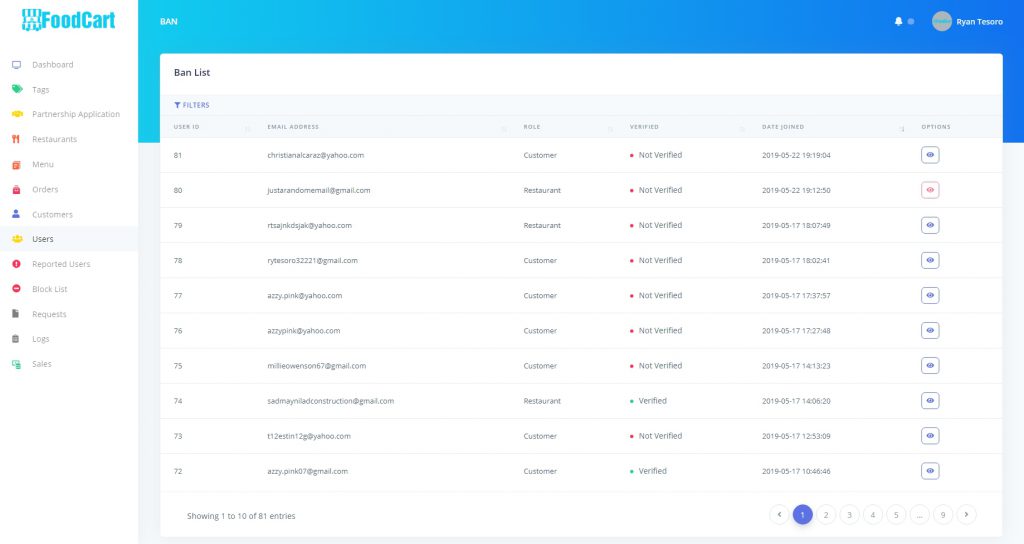 FoodCart
BAN
Ryan Tesoro
Dashboard
Tags
Partnership Application
Restaurants
Menu
Orders
Customers
Users
Reported Users
Block List
Requests
Logs
Sales
Ban List
FILTERS
USER ID EMAIL ADDRESS ROLE VERIFIED DATE JOINED OPTIONS
81 christianalcaraz@yahoo.com Customer Not Verified 2019-05-22 19:19:04
80 justarandomemail@gmail.com Restaurant Not Verified 2019-05-22 19:12:50
79 rtsajnkdsjak@yahoo.com Restaurant Not Verified 2019-05-17 18:07:49
78 rytesoro32221@gmail.com Customer Not Verified 2019-05-17 18:02:41
77 azzy.pink@yahoo.com Customer Not Verified 2019-05-17 17:37:57
76 azzypink@yahoo.com Customer Not Verified 2019-05-17 17:27:48
75 millieowenson67@gmail.com Customer Not Verified 2019-05-17 14:13:23
74 sadmayniladconstruction@gmail.com Restaurant Verified 2019-05-17 14:06:20
73 t12estin12g@yahoo.com Customer Not Verified 2019-05-17 12:53:09
72 azzy.pink07@gmail.com Customer Verified 2019-05-17 10:46:46
Showing 1 to 10 of 81 entries
1 2 3 4 5 ... 9